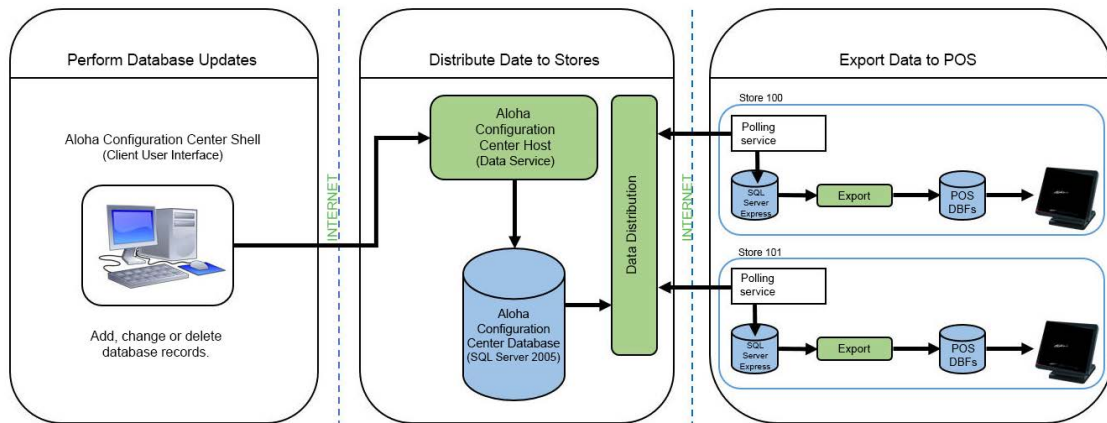 Perform Database Updates
Aloha Configuration Center Shell
(Client User Interface)
Add, change or delete
database records.
INTERNET
Distribute Date to Stores
Aloha
Configuration
Center Host
(Data Service)
Aloha
Configuration
Center Database
(SQL Server 2005)
Data Distribution
INTERNET
Export Data to POS
Store 100
Polling
service
SQL
Server
Express
Export
POS
DBFs
Store 101
Polling
service
SQL
Server
Express
Export
POS
DBFs